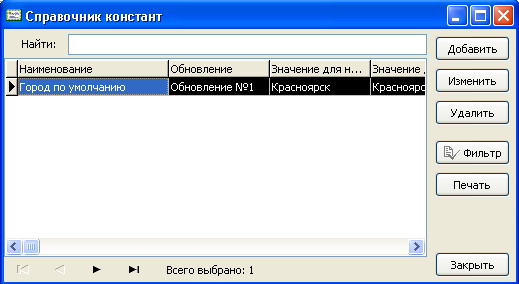 Справочник констант
Найти:
Добавить
Наименование Обновление Значение для н... Значение
Город по умолчанию Обновление №1 Красноярск Краснояр
Изменить
Удалить
Фильтр
Печать
Всего выбрано: 1
Закрыть